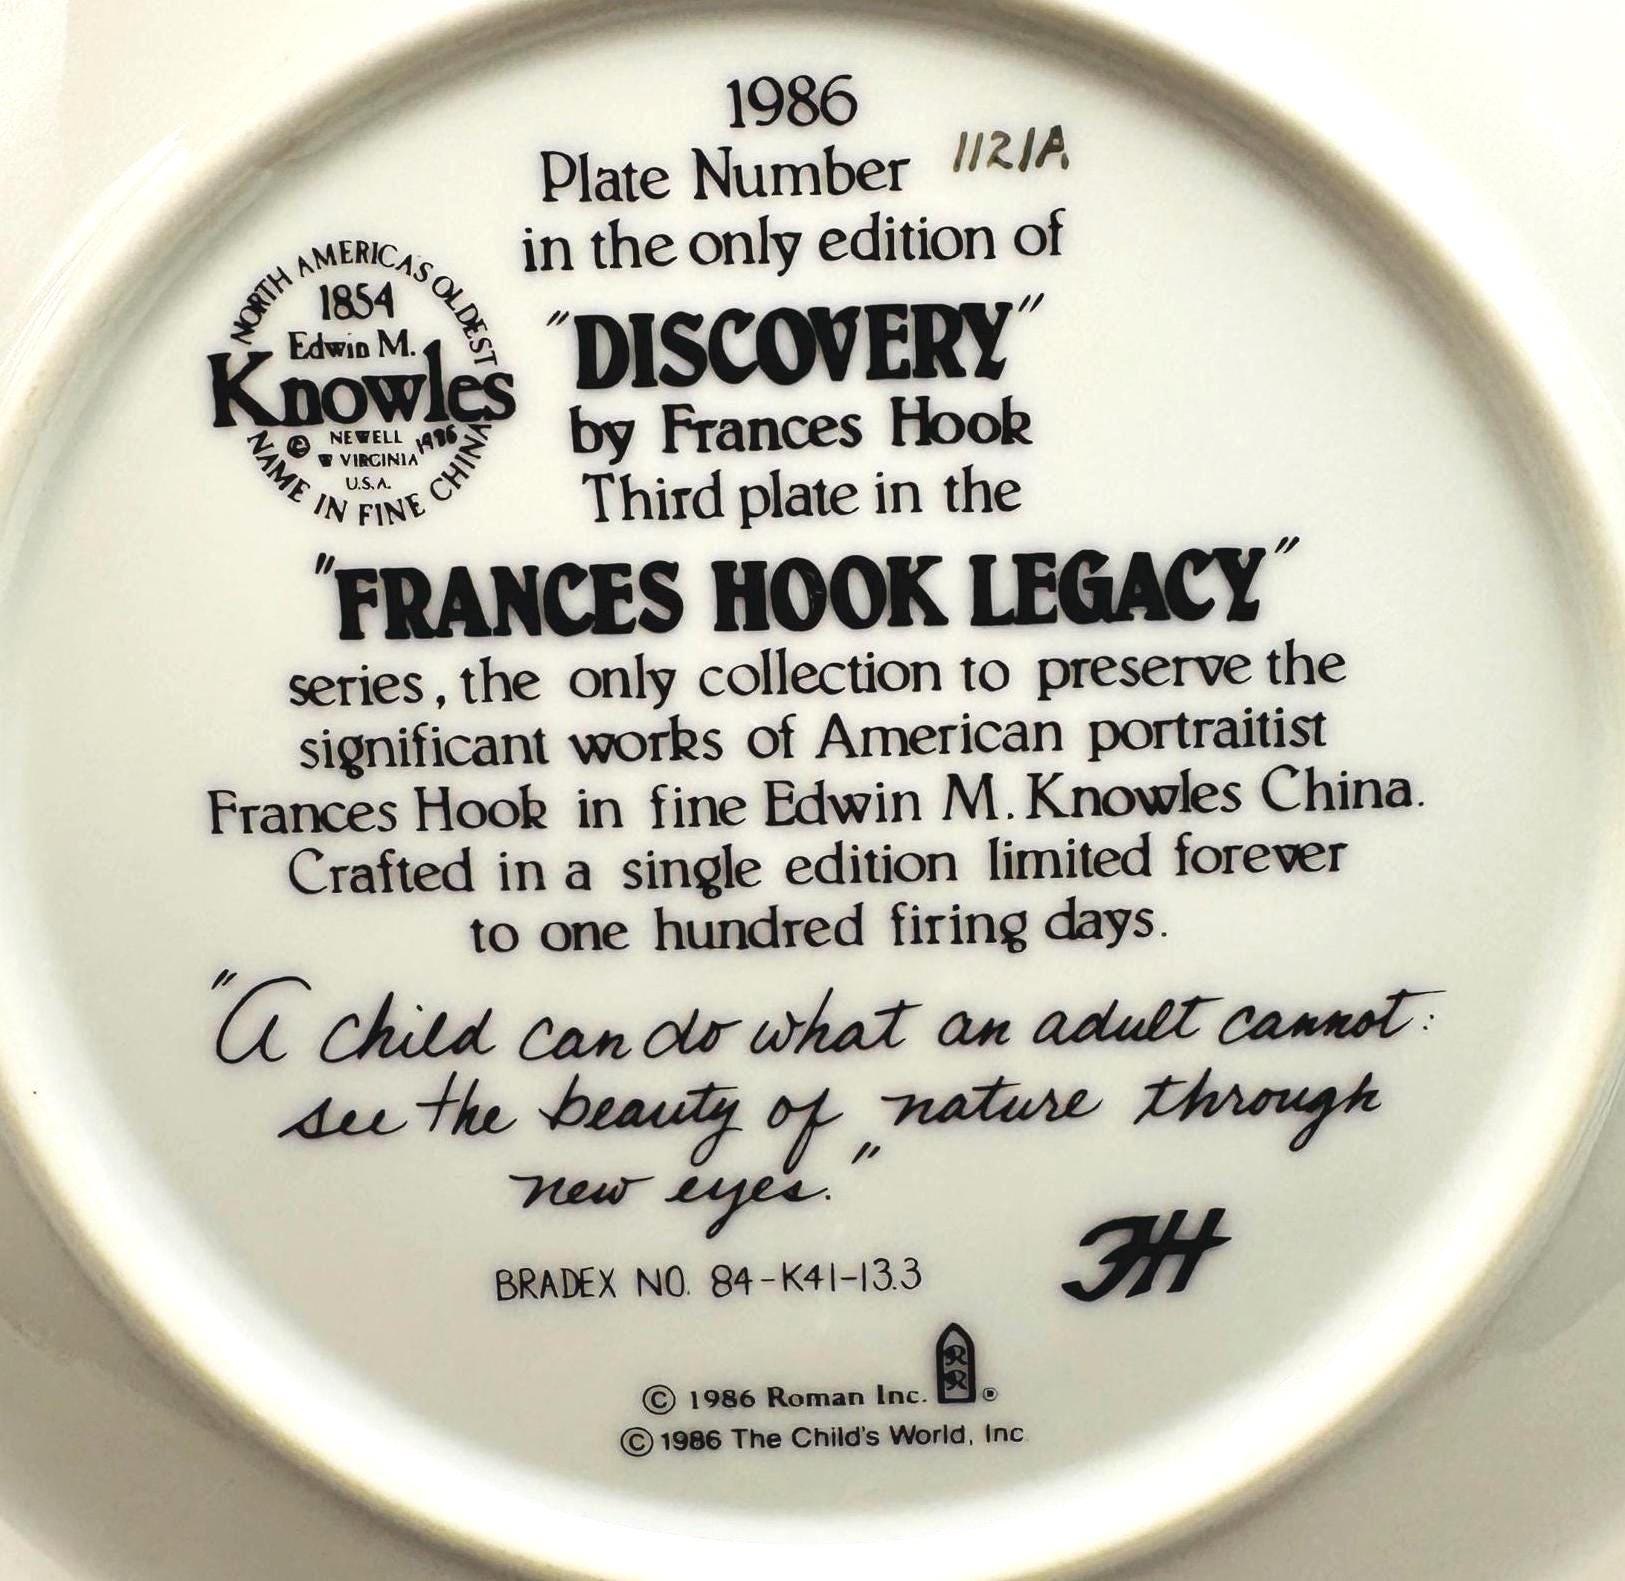 1986
Plate Number 1121A
in the only edition of
"DISCOVERY"
by Frances Hook
Third plate in the
"FRANCES HOOK LEGACY"
series, the only collection to preserve the
significant works of American portraitist
Frances Hook in fine Edwin M. Knowles China.
Crafted in a single edition limited forever
to one hundred firing days.
"A child can do what an adult cannot:
see the beauty of nature through
new eyes."
FH
BRADEX NO. 84-K41-13.3
© 1986 Roman Inc. RR ®
© 1986 The Child's World, Inc
NORTH AMERICA'S OLDEST
1854
Edwin M.
Knowles
© NEWELL 1986
W VIRGINIA
U.S.A.
NAME IN FINE CHINA